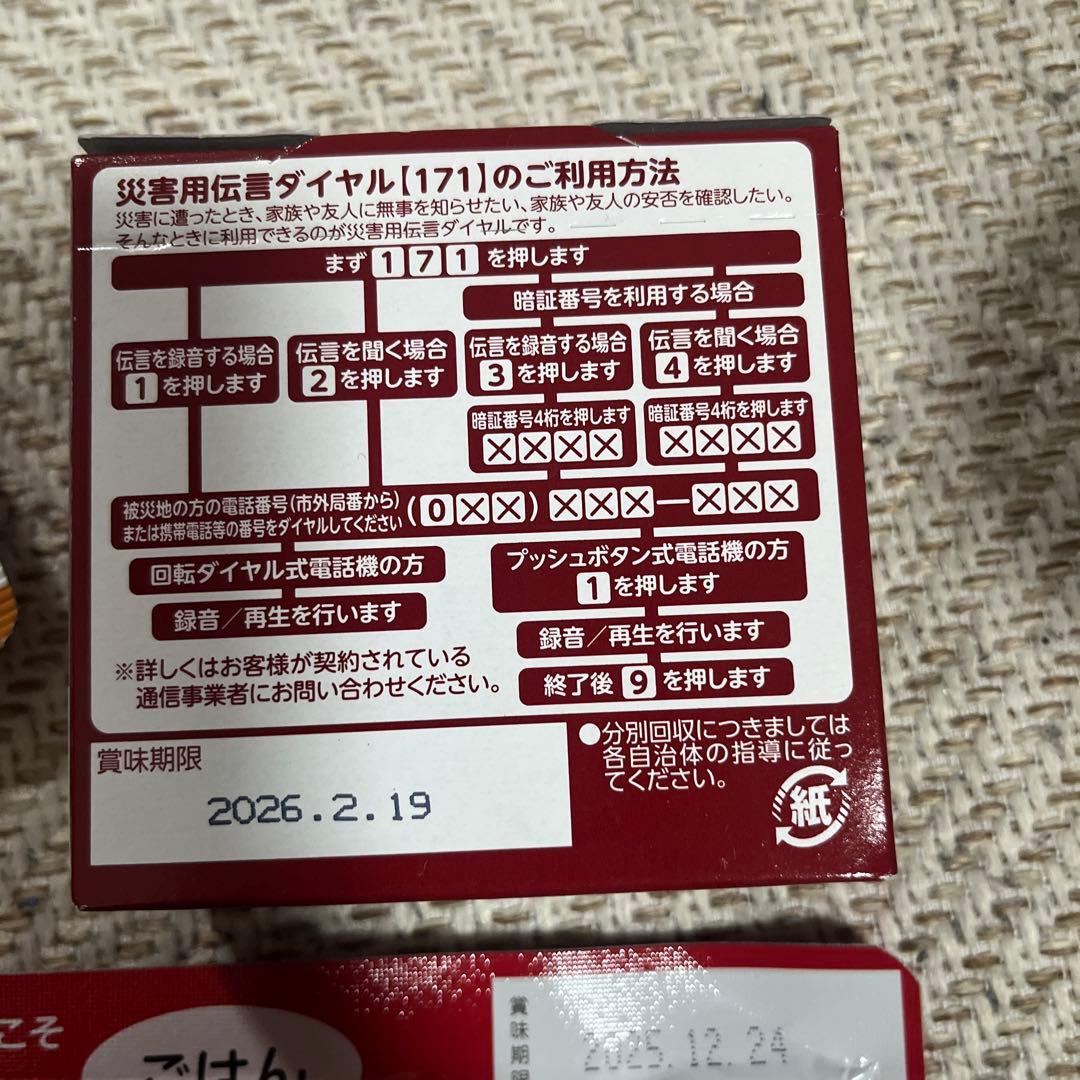 災害用伝言ダイヤル【171】のご利用方法
災害に遭ったとき、家族や友人に無事を知らせたい、家族や友人の安否を確認したい。
そんなときに利用できるのが災害用伝言ダイヤルです。
まず171を押します
暗証番号を利用する場合
伝言を録音する場合
1を押します
伝言を聞く場合
2を押します
伝言を録音する場合
3を押します
伝言を聞く場合
4を押します
暗証番号4桁を押します
××××
暗証番号4桁を押します
××××
被災地の方の電話番号(市外局番から)
または携帯電話等の番号をダイヤルしてください
(0××)×××―×××
回転ダイヤル式電話機の方
録音/再生を行います
プッシュボタン式電話機の方
1を押します
録音/再生を行います
終了後9を押します
※詳しくはお客様が契約されている
通信事業者にお問い合わせください。
賞味期限
2026.2.19
●分別回収につきましては
各自治体の指導に従っ
てください。
紙
こそ
ごはん
賞味期限
2025.12.24